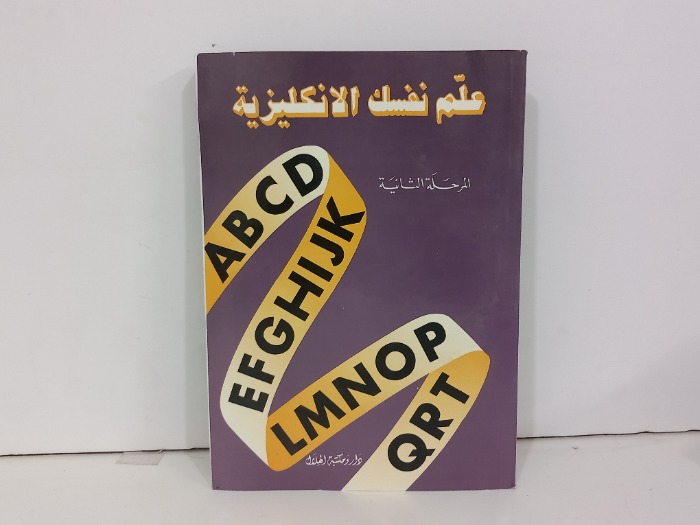 علّم نفسك الانكليزية
المرحلة الثانية
ABCD
EFGHIJK
LMNOP
QRT
دار ومكتبة الهلال